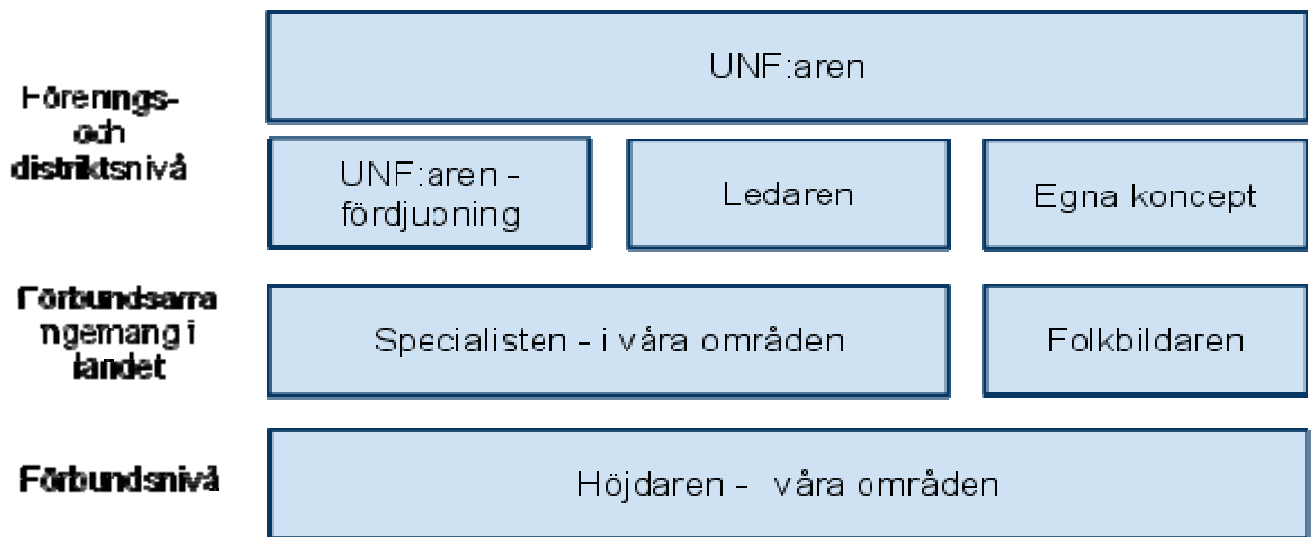 UNF:aren
Förenings-
och
distriktsnivå
UNF:aren -
fördjupning
Ledaren
Egna koncept
Förbundsarra
ngemang i
landet
Specialisten - i våra områden
Folkbildaren
Förbundsnivå
Höjdaren - våra områden